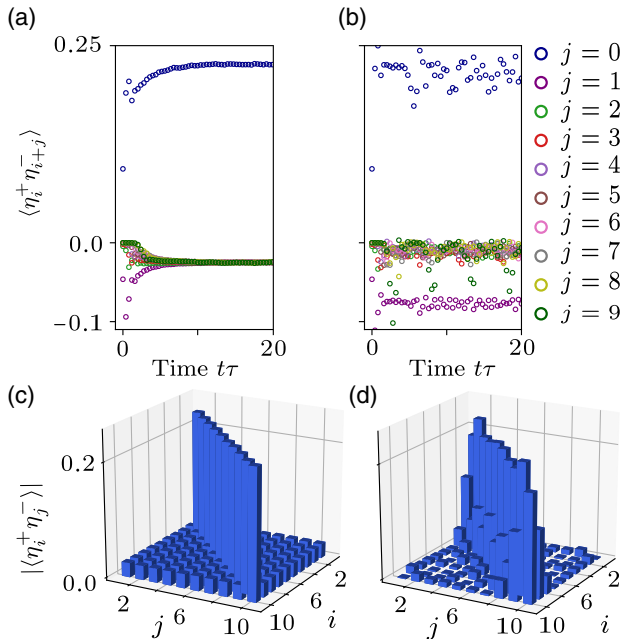 (a)
(b)
0.25
0.0
−0.1
⟨η_i^+ η_{i+j}^-⟩
0
20
0
20
Time tτ
Time tτ
j = 0
j = 1
j = 2
j = 3
j = 4
j = 5
j = 6
j = 7
j = 8
j = 9
(c)
(d)
|⟨η_i^+ η_j^-⟩|
0.2
0.0
2
6
10
j
10
6
2
i
2
6
10
j
10
6
2
i